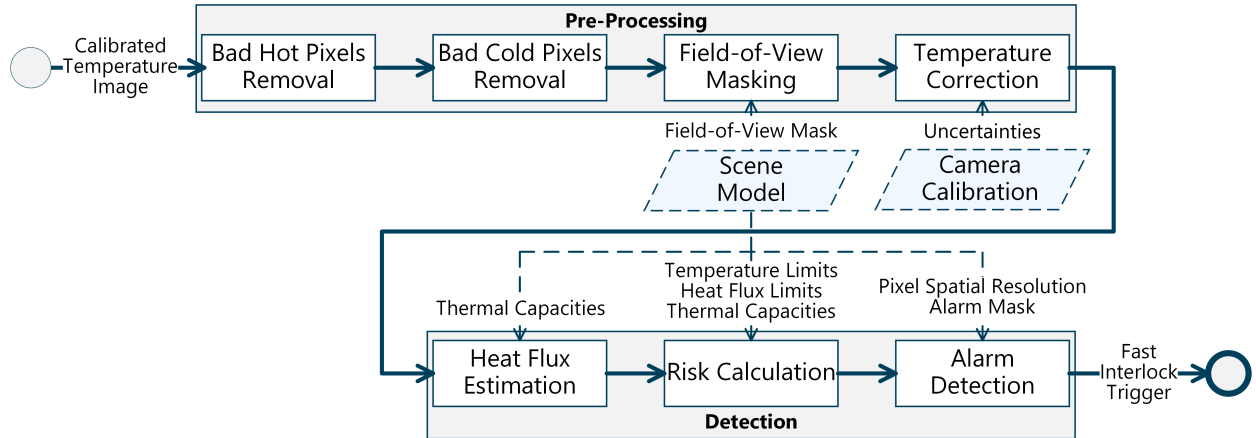 Pre-Processing
Calibrated
Temperature
Image
Bad Hot Pixels
Removal
Bad Cold Pixels
Removal
Field-of-View
Masking
Temperature
Correction
Field-of-View Mask
Uncertainties
Scene
Model
Camera
Calibration
Thermal Capacities
Temperature Limits
Heat Flux Limits
Thermal Capacities
Pixel Spatial Resolution
Alarm Mask
Heat Flux
Estimation
Risk Calculation
Alarm
Detection
Fast
Interlock
Trigger
Detection